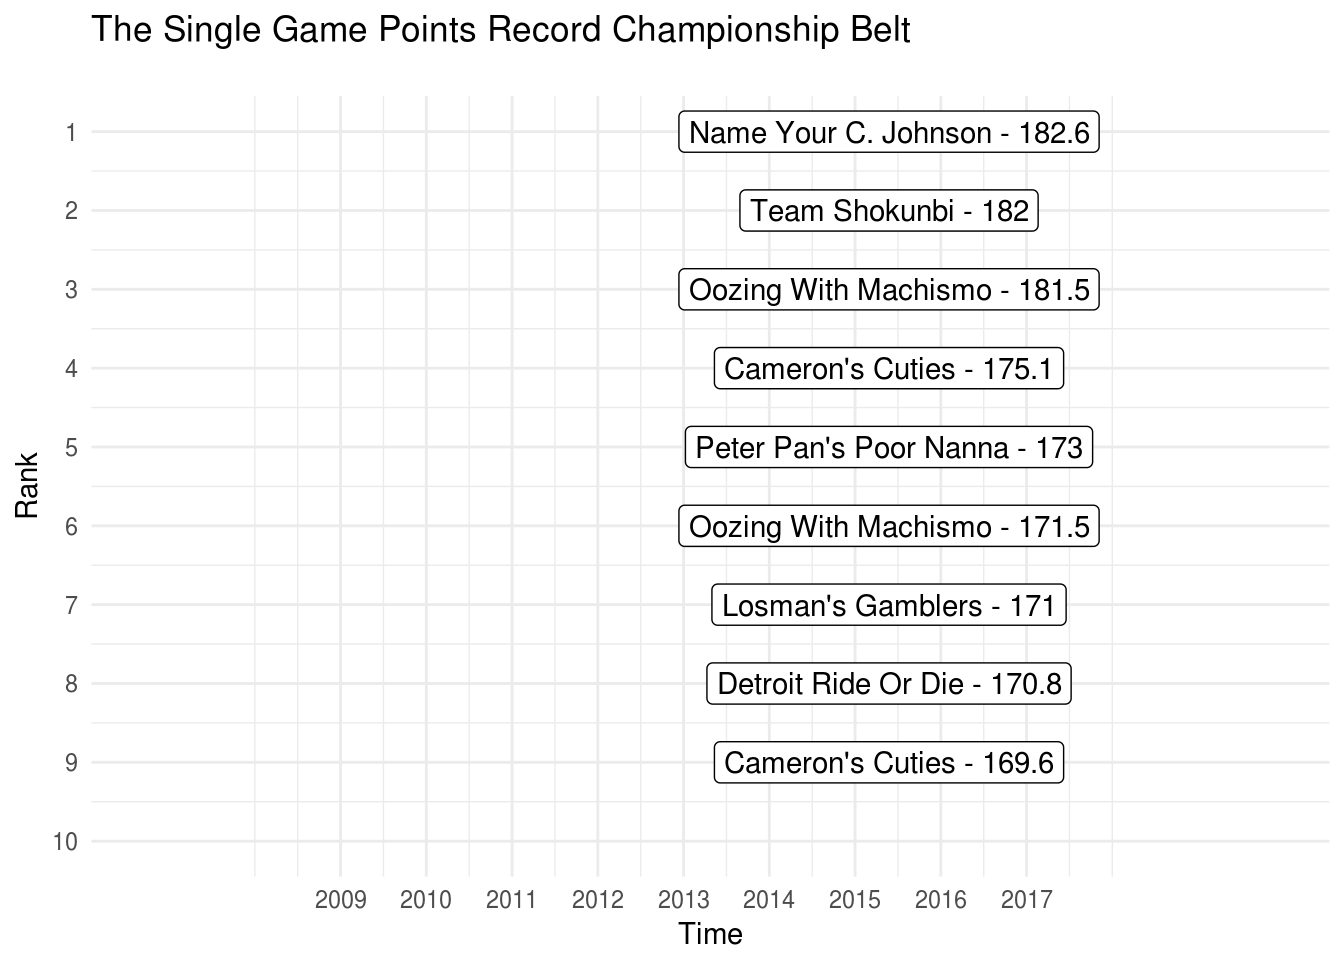 The Single Game Points Record Championship Belt
1
Name Your C. Johnson - 182.6
2
Team Shokunbi - 182
3
Oozing With Machismo - 181.5
4
Cameron's Cuties - 175.1
5
Peter Pan's Poor Nanna - 173
Rank
6
Oozing With Machismo - 171.5
7
Losman's Gamblers - 171
8
Detroit Ride Or Die - 170.8
9
Cameron's Cuties - 169.6
10
2009 2010 2011 2012 2013 2014 2015 2016 2017
Time